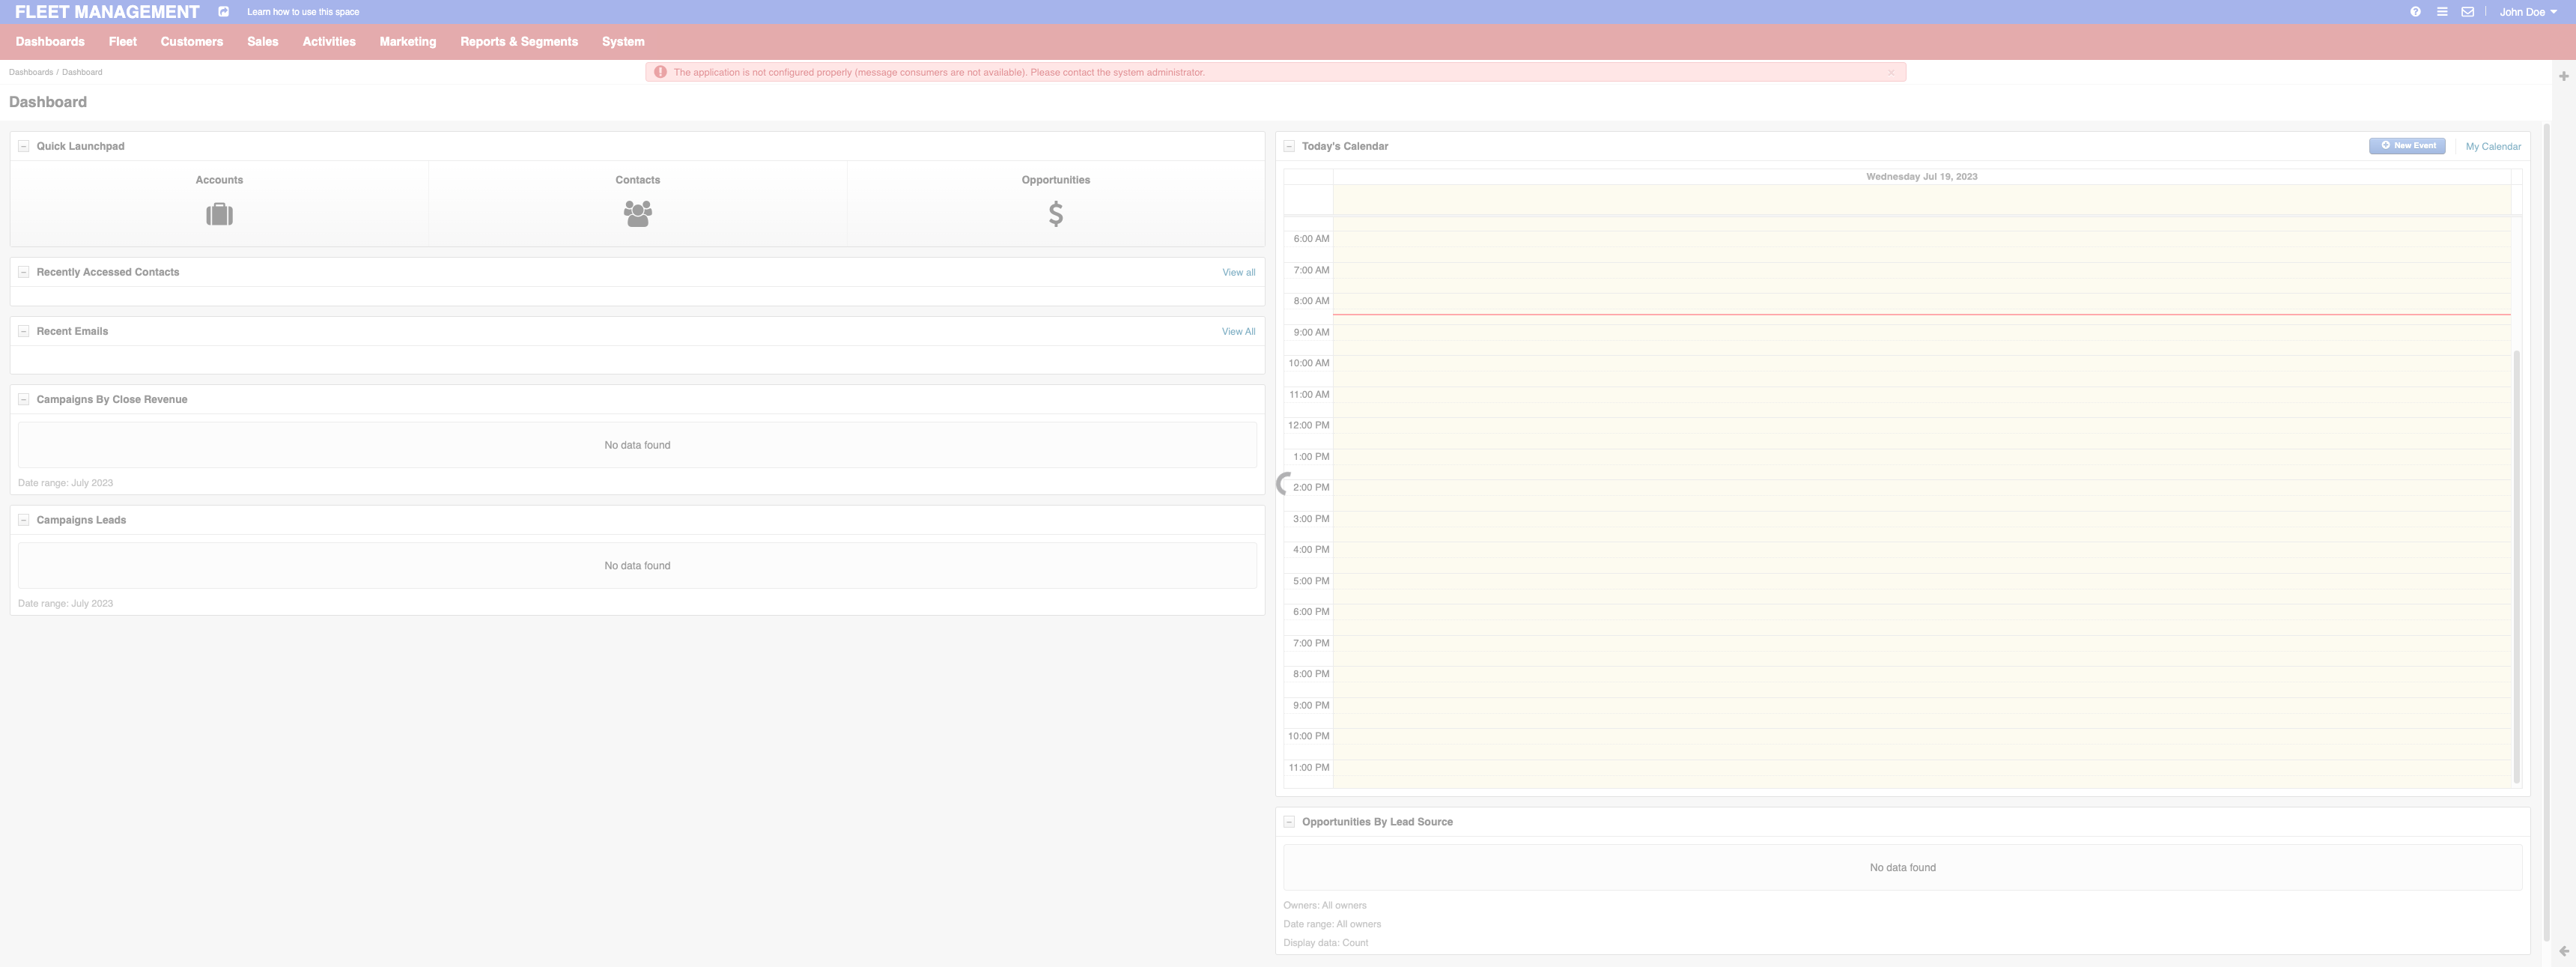 FLEET MANAGEMENT Learn how to use this space John Doe
Dashboards Fleet Customers Sales Activities Marketing Reports & Segments System
Dashboards / Dashboard
The application is not configured properly (message consumers are not available). Please contact the system administrator. ×
Dashboard
Quick Launchpad
Accounts Contacts Opportunities
Recently Accessed Contacts View all
Recent Emails View All
Campaigns By Close Revenue
No data found
Date range: July 2023
Campaigns Leads
No data found
Date range: July 2023
Today's Calendar New Event My Calendar
Wednesday Jul 19, 2023
6:00 AM
7:00 AM
8:00 AM
9:00 AM
10:00 AM
11:00 AM
12:00 PM
1:00 PM
2:00 PM
3:00 PM
4:00 PM
5:00 PM
6:00 PM
7:00 PM
8:00 PM
9:00 PM
10:00 PM
11:00 PM
Opportunities By Lead Source
No data found
Owners: All owners
Date range: All owners
Display data: Count